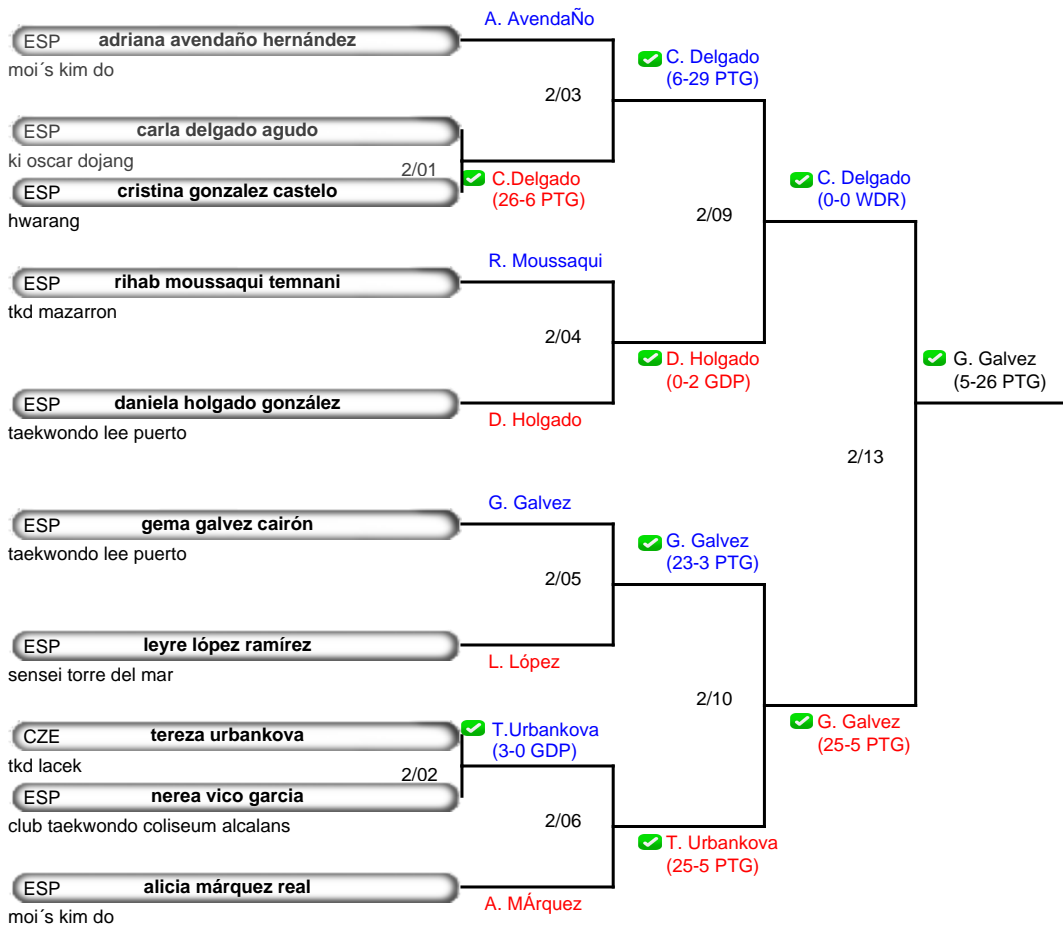 A. AvendaÑo
ESP adriana avendaño hernández
moi´s kim do
C. Delgado
(6-29 PTG)
2/03
ESP carla delgado agudo
ki oscar dojang
2/01
C.Delgado
(26-6 PTG)
ESP cristina gonzalez castelo
hwarang
C. Delgado
(0-0 WDR)
2/09
R. Moussaqui
ESP rihab moussaqui temnani
tkd mazarron
2/04
D. Holgado
(0-2 GDP)
G. Galvez
(5-26 PTG)
ESP daniela holgado gonzález
taekwondo lee puerto
D. Holgado
2/13
G. Galvez
ESP gema galvez cairón
taekwondo lee puerto
G. Galvez
(23-3 PTG)
2/05
ESP leyre lópez ramírez
sensei torre del mar
L. López
2/10
G. Galvez
(25-5 PTG)
CZE tereza urbankova
tkd lacek
T.Urbankova
(3-0 GDP)
2/02
ESP nerea vico garcia
club taekwondo coliseum alcalans
2/06
T. Urbankova
(25-5 PTG)
ESP alicia márquez real
moi´s kim do
A. MÁrquez